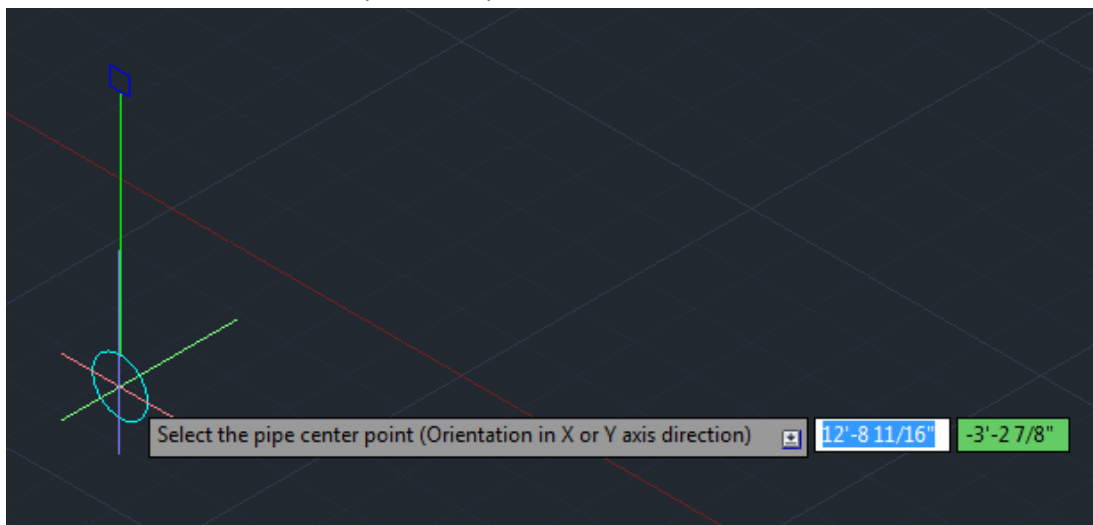 Select the pipe center point (Orientation in X or Y axis direction) 12'-8 11/16" -3'-2 7/8"